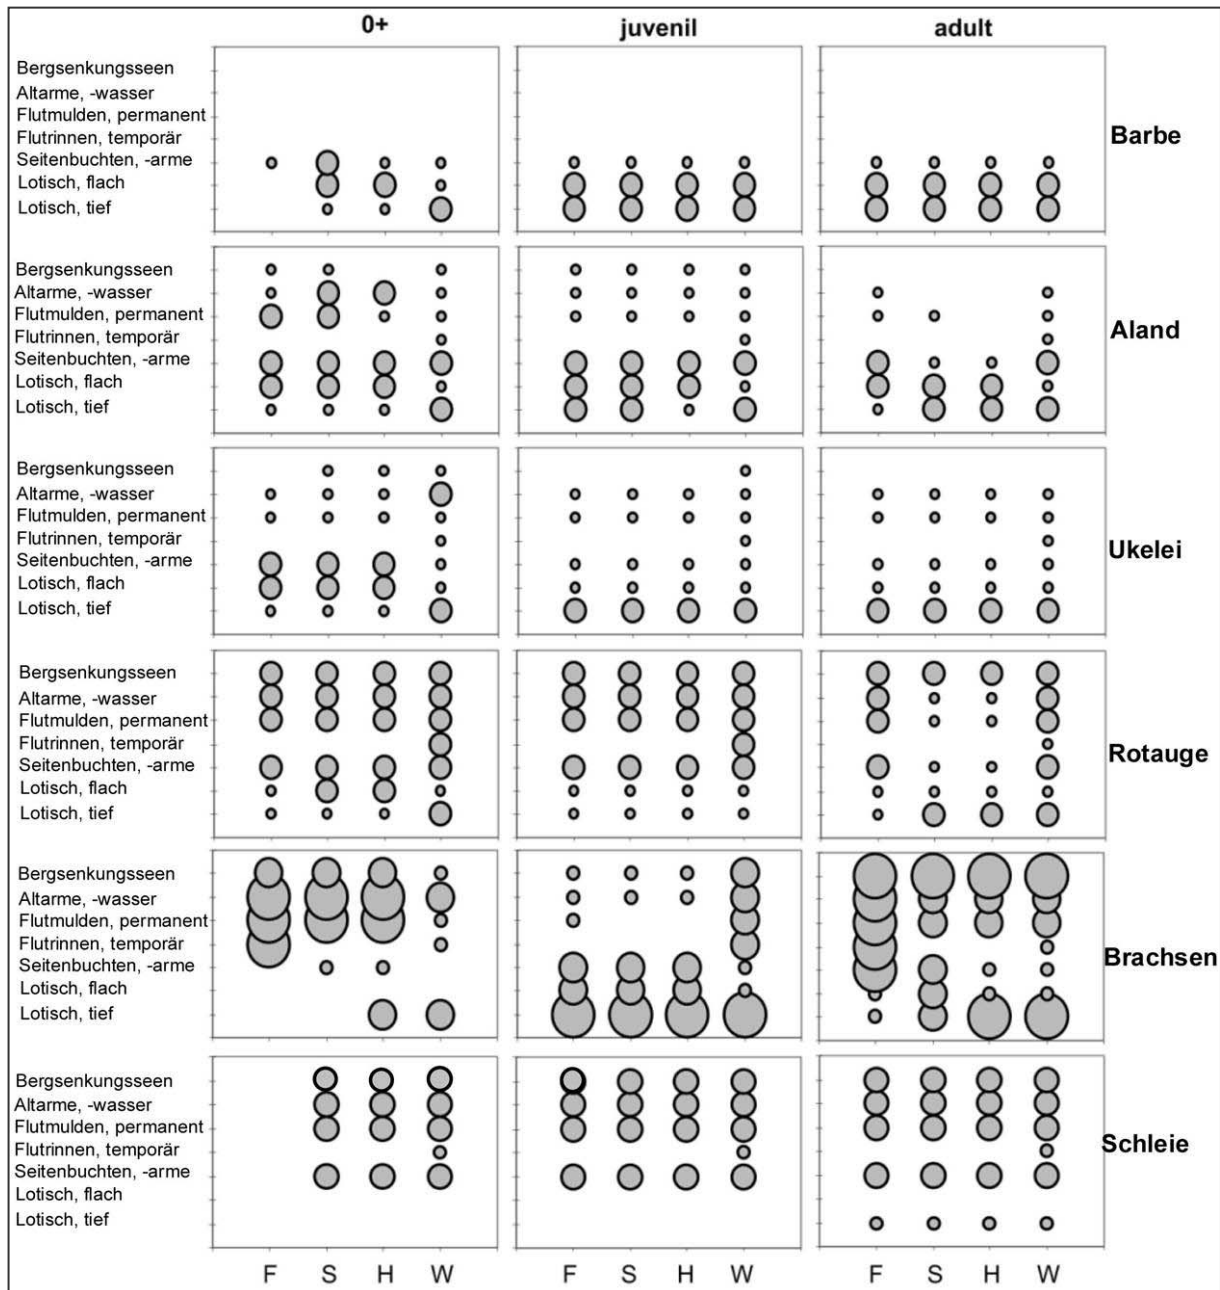 0+ juvenil adult
Bergsenkungsseen
Altarme, -wasser
Flutmulden, permanent
Flutrinnen, temporär
Seitenbuchten, -arme
Lotisch, flach
Lotisch, tief
Barbe
Bergsenkungsseen
Altarme, -wasser
Flutmulden, permanent
Flutrinnen, temporär
Seitenbuchten, -arme
Lotisch, flach
Lotisch, tief
Aland
Bergsenkungsseen
Altarme, -wasser
Flutmulden, permanent
Flutrinnen, temporär
Seitenbuchten, -arme
Lotisch, flach
Lotisch, tief
Ukelei
Bergsenkungsseen
Altarme, -wasser
Flutmulden, permanent
Flutrinnen, temporär
Seitenbuchten, -arme
Lotisch, flach
Lotisch, tief
Rotauge
Bergsenkungsseen
Altarme, -wasser
Flutmulden, permanent
Flutrinnen, temporär
Seitenbuchten, -arme
Lotisch, flach
Lotisch, tief
Brachsen
Bergsenkungsseen
Altarme, -wasser
Flutmulden, permanent
Flutrinnen, temporär
Seitenbuchten, -arme
Lotisch, flach
Lotisch, tief
Schleie
F S H W F S H W F S H W